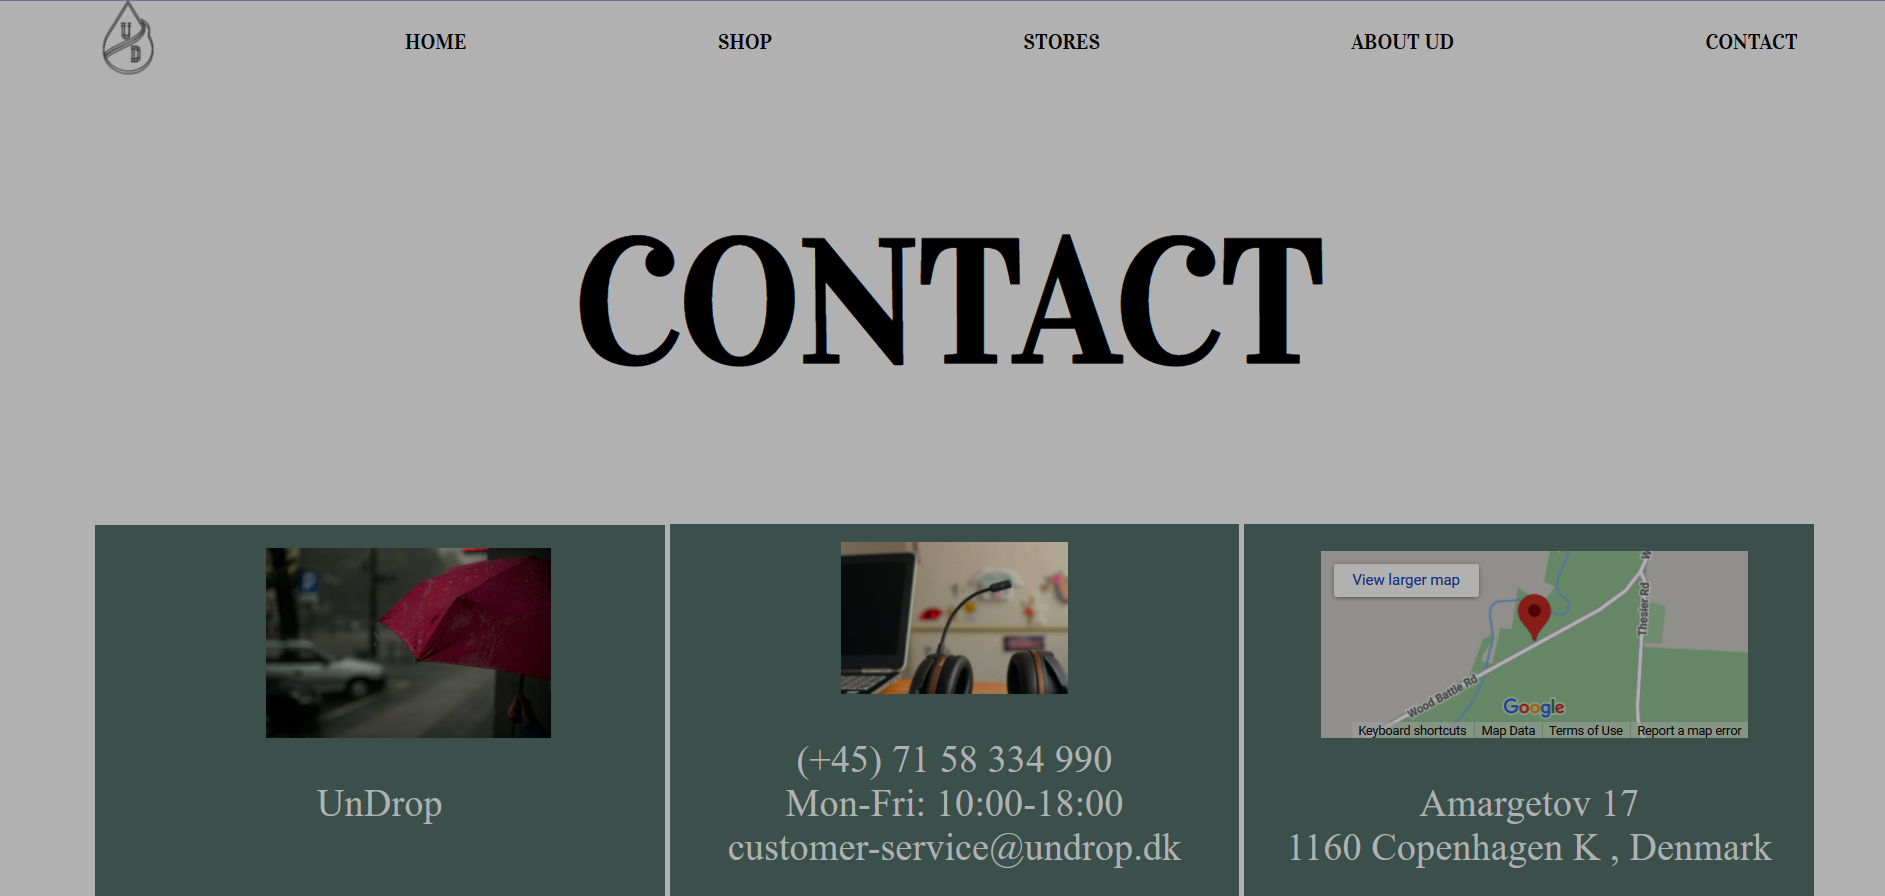 UD
HOME
SHOP
STORES
ABOUT UD
CONTACT
CONTACT
UnDrop
(+45) 71 58 334 990
Mon-Fri: 10:00-18:00
customer-service@undrop.dk
View larger map
W
Thesier Rd
Wood Battle Rd
Google
Keyboard shortcuts
Map Data
Terms of Use
Report a map error
Amargetov 17
1160 Copenhagen K , Denmark